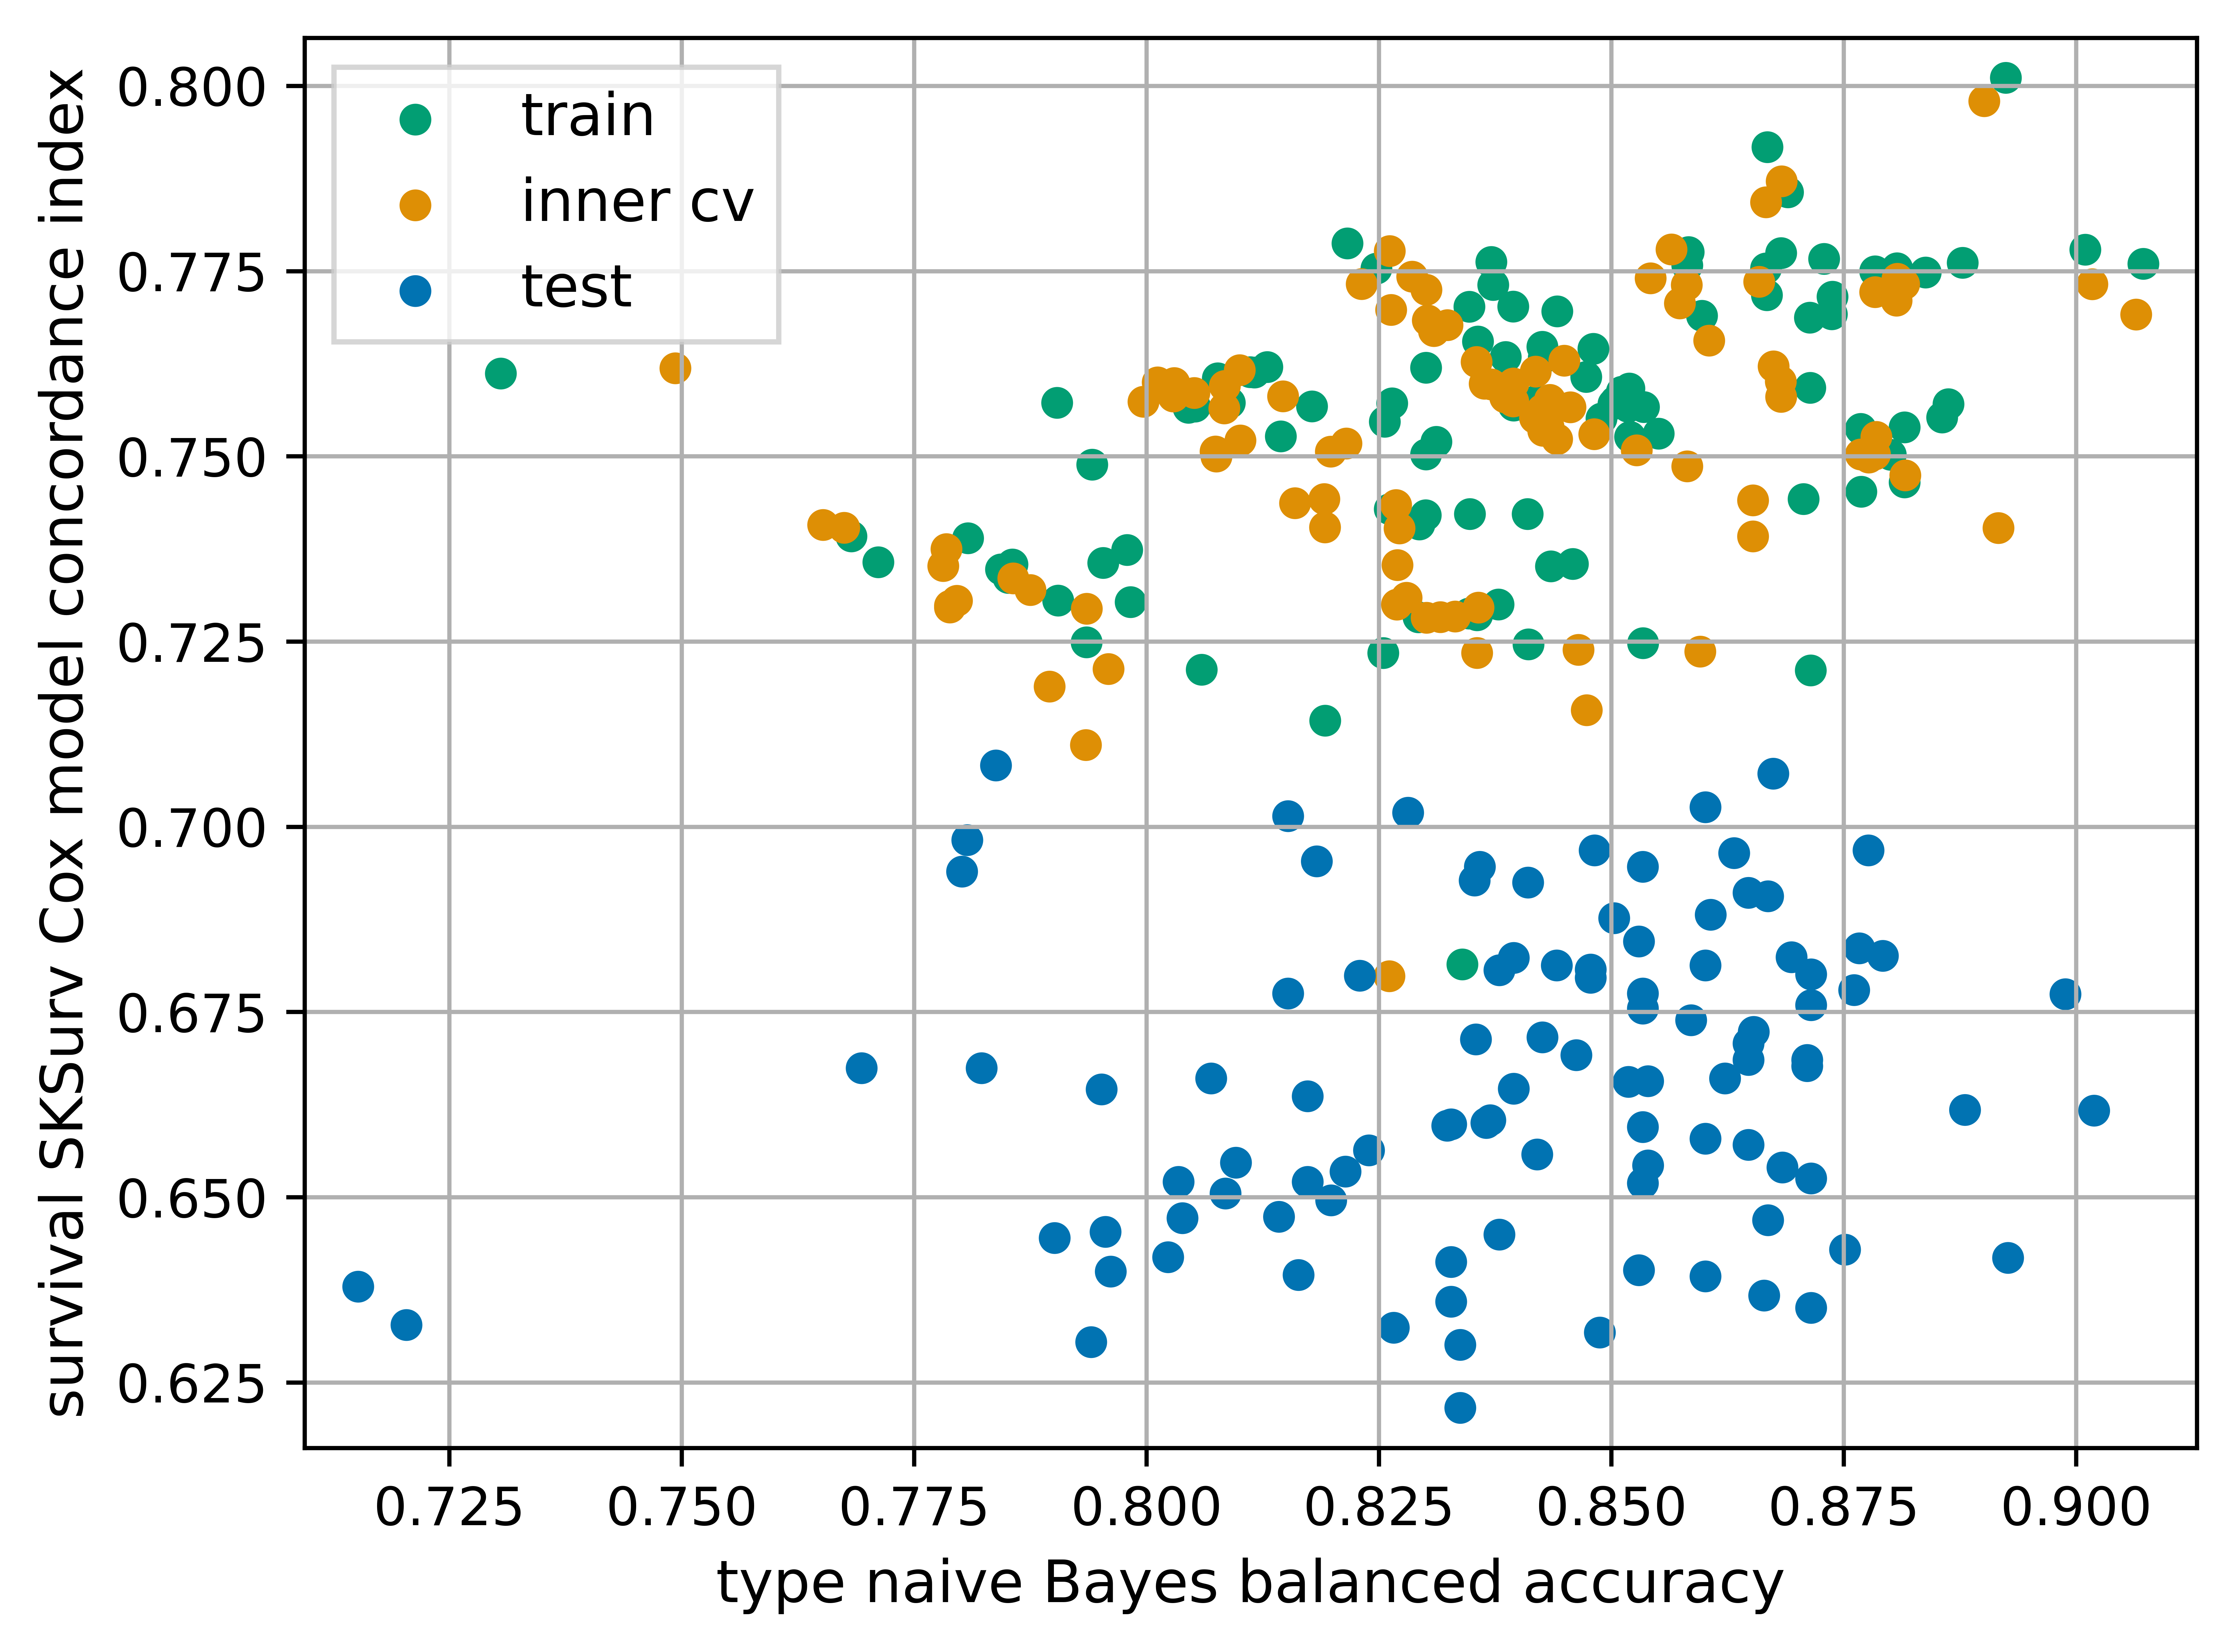 survival SKSurv Cox model concordance index
0.800
0.775
0.750
0.725
0.700
0.675
0.650
0.625
train
inner cv
test
0.725 0.750 0.775 0.800 0.825 0.850 0.875 0.900
type naive Bayes balanced accuracy